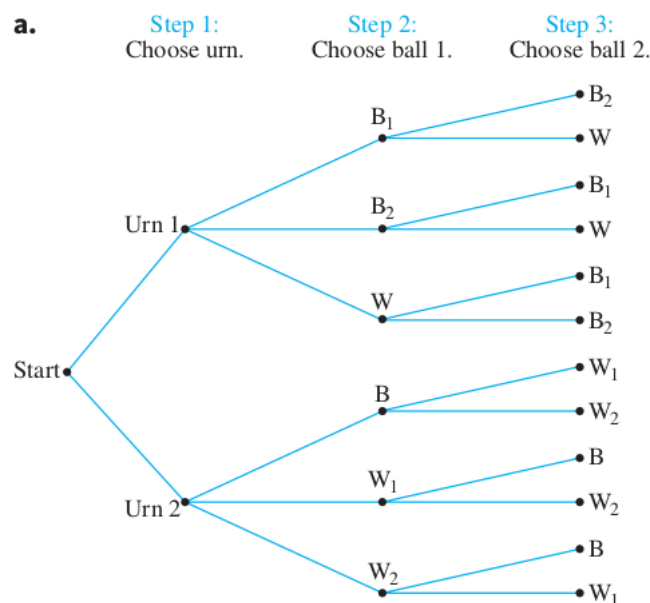 a.
Step 1:
Choose urn.
Step 2:
Choose ball 1.
Step 3:
Choose ball 2.
B₂
B₁
W
B₁
B₂
Urn 1
W
B₁
W
B₂
Start
W₁
B
W₂
B
W₁
Urn 2
W₂
B
W₂
W₁